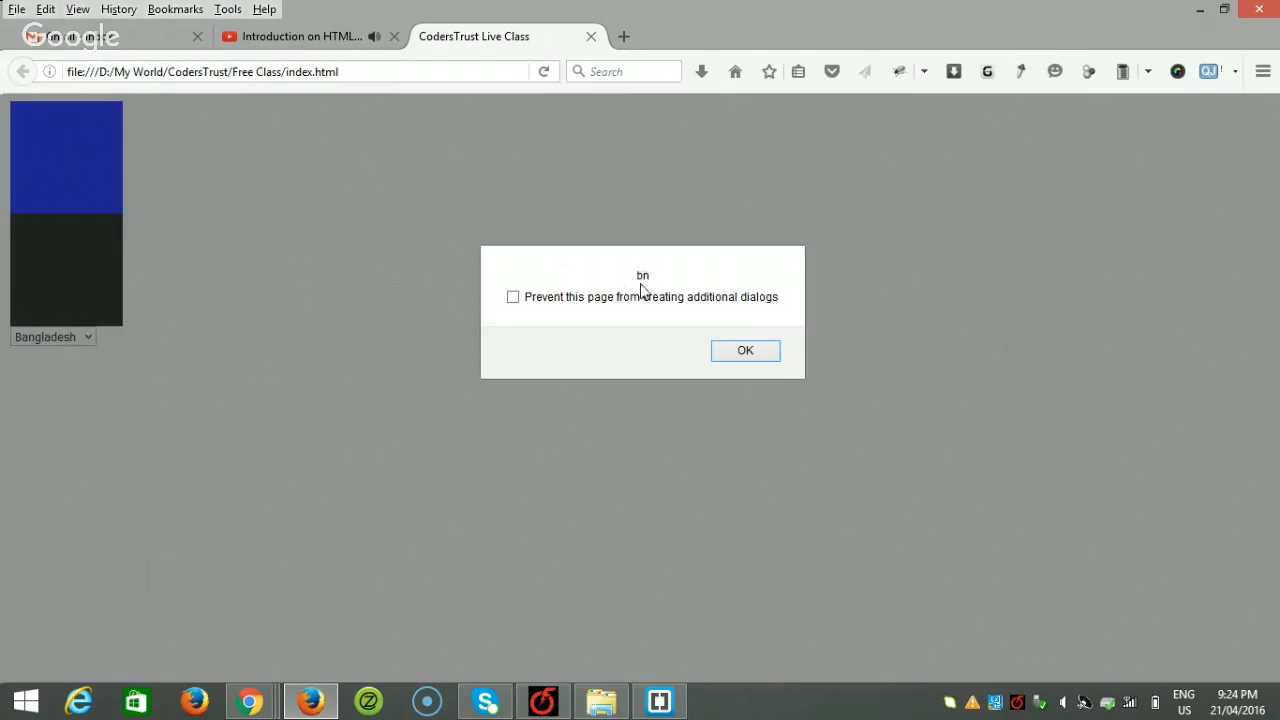 File Edit View History Bookmarks Tools Help
Google
Introduction on HTML...
CodersTrust Live Class
file:///D:/My World/CodersTrust/Free Class/index.html
Search
G
QJ
bn
Prevent this page from creating additional dialogs
OK
Bangladesh
ENG
US
9:24 PM
21/04/2016